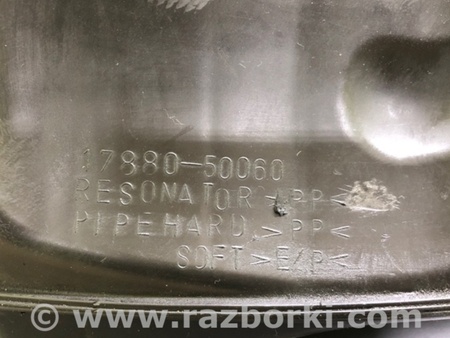 17880-50060
RESONATOR >PP<
PIPE HARD >PP<
SOFT >E/P<
© www.razborki.com